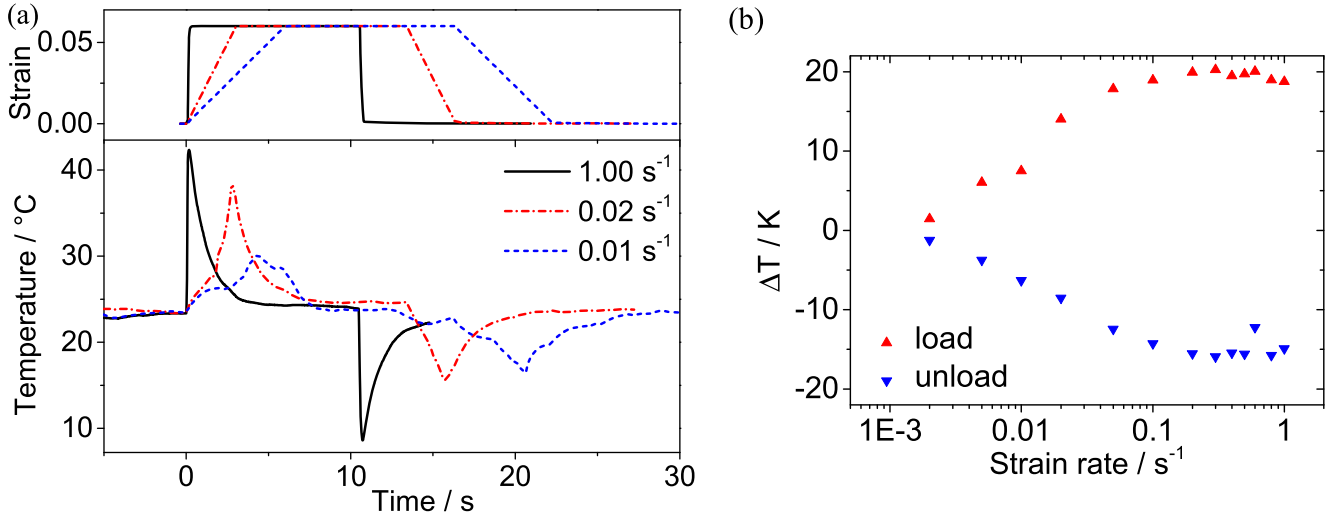 (a)
Strain
0.05
0.00
Temperature / °C
40
30
20
10
1.00 s⁻¹
0.02 s⁻¹
0.01 s⁻¹
0 10 20 30
Time / s
(b)
ΔT / K
20
10
0
-10
-20
load
unload
1E-3 0.01 0.1 1
Strain rate / s⁻¹